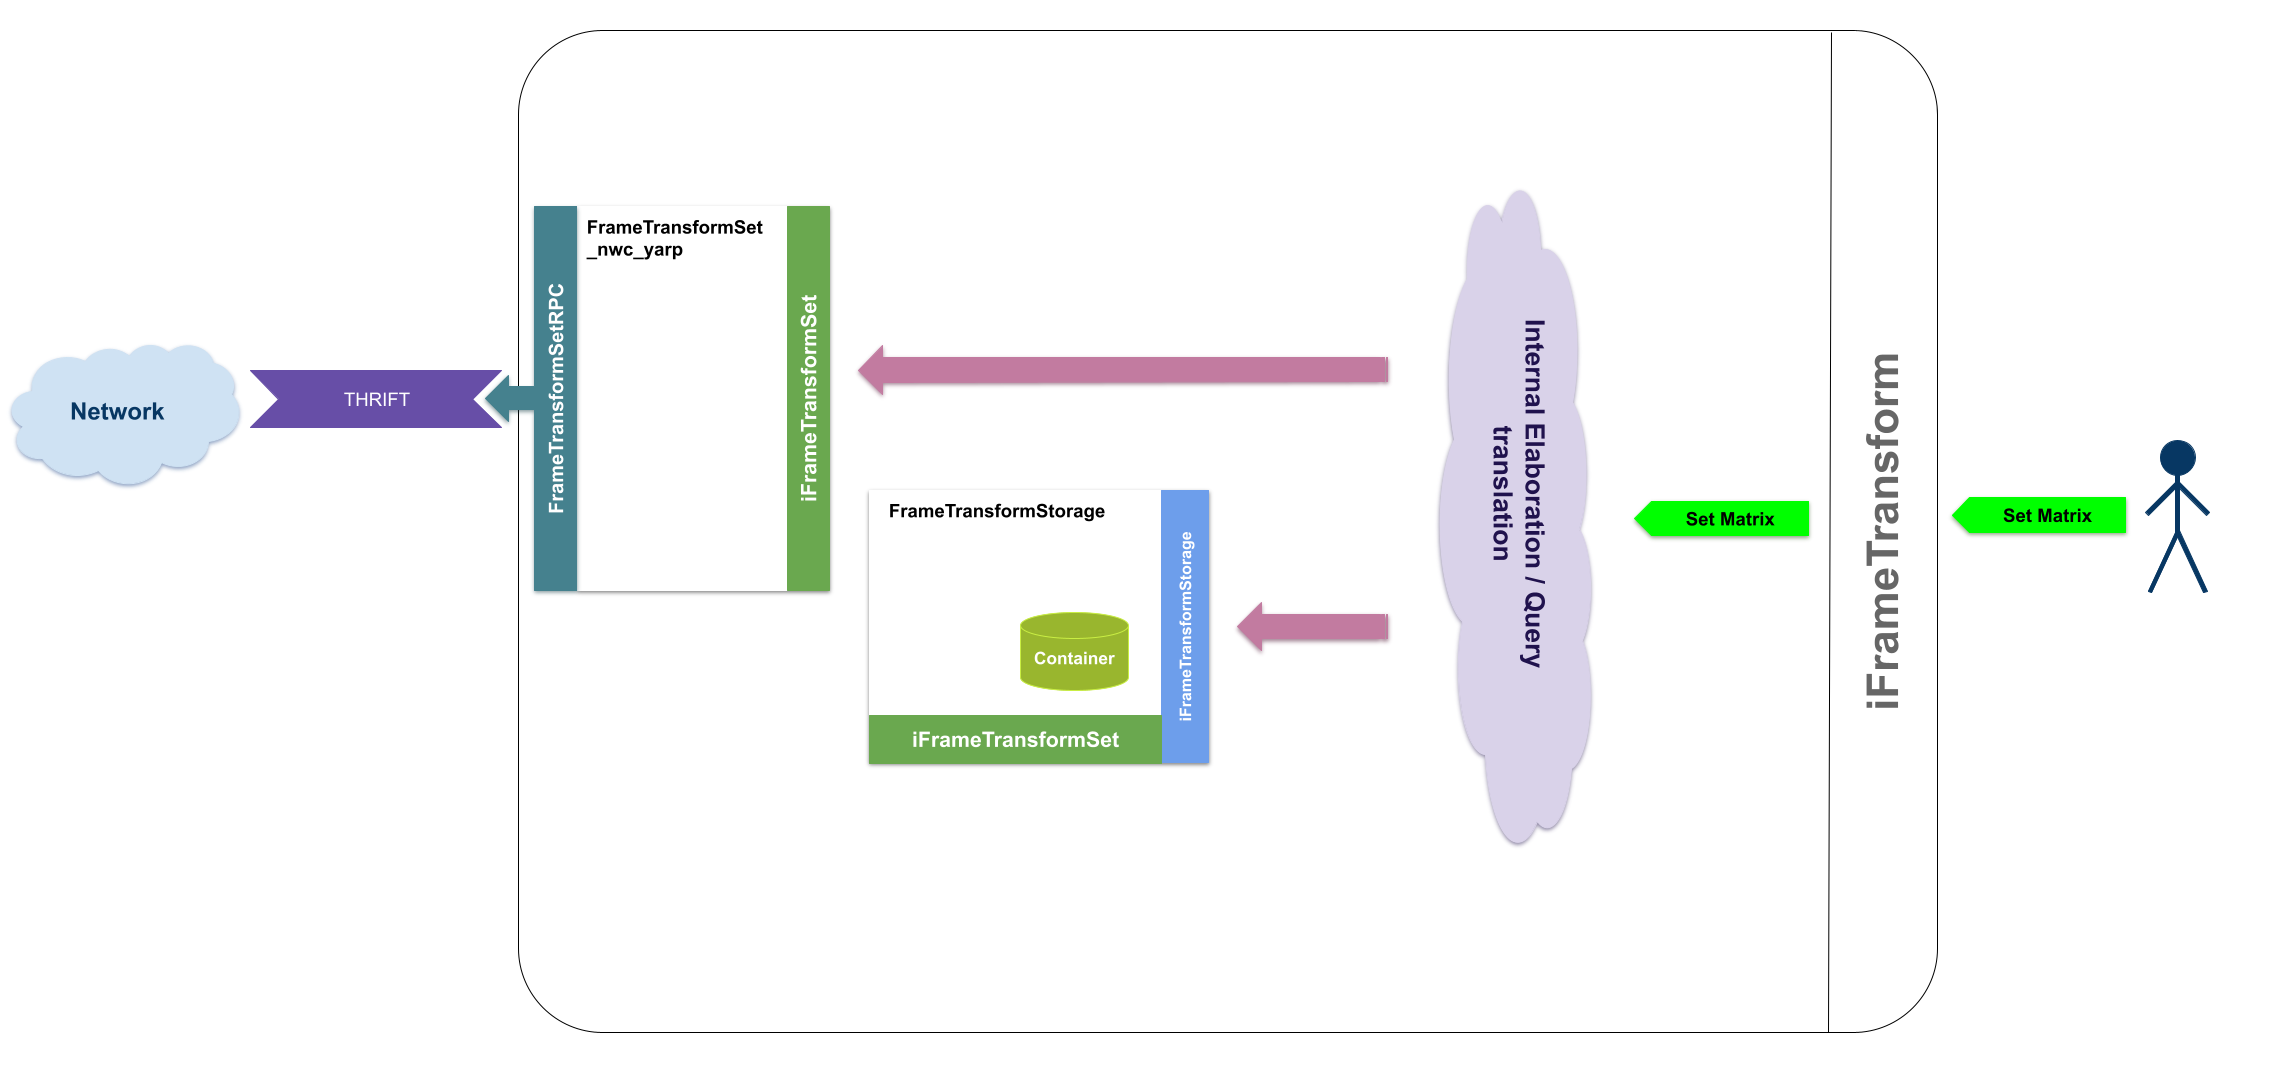 Network
THRIFT
FrameTransformSetRPC
FrameTransformSet
_nwc_yarp
iFrameTransformSet
FrameTransformStorage
Container
iFrameTransformSet
iFrameTransformStorage
Internal Elaboration / Query
translation
Set Matrix
iFrameTransform
Set Matrix